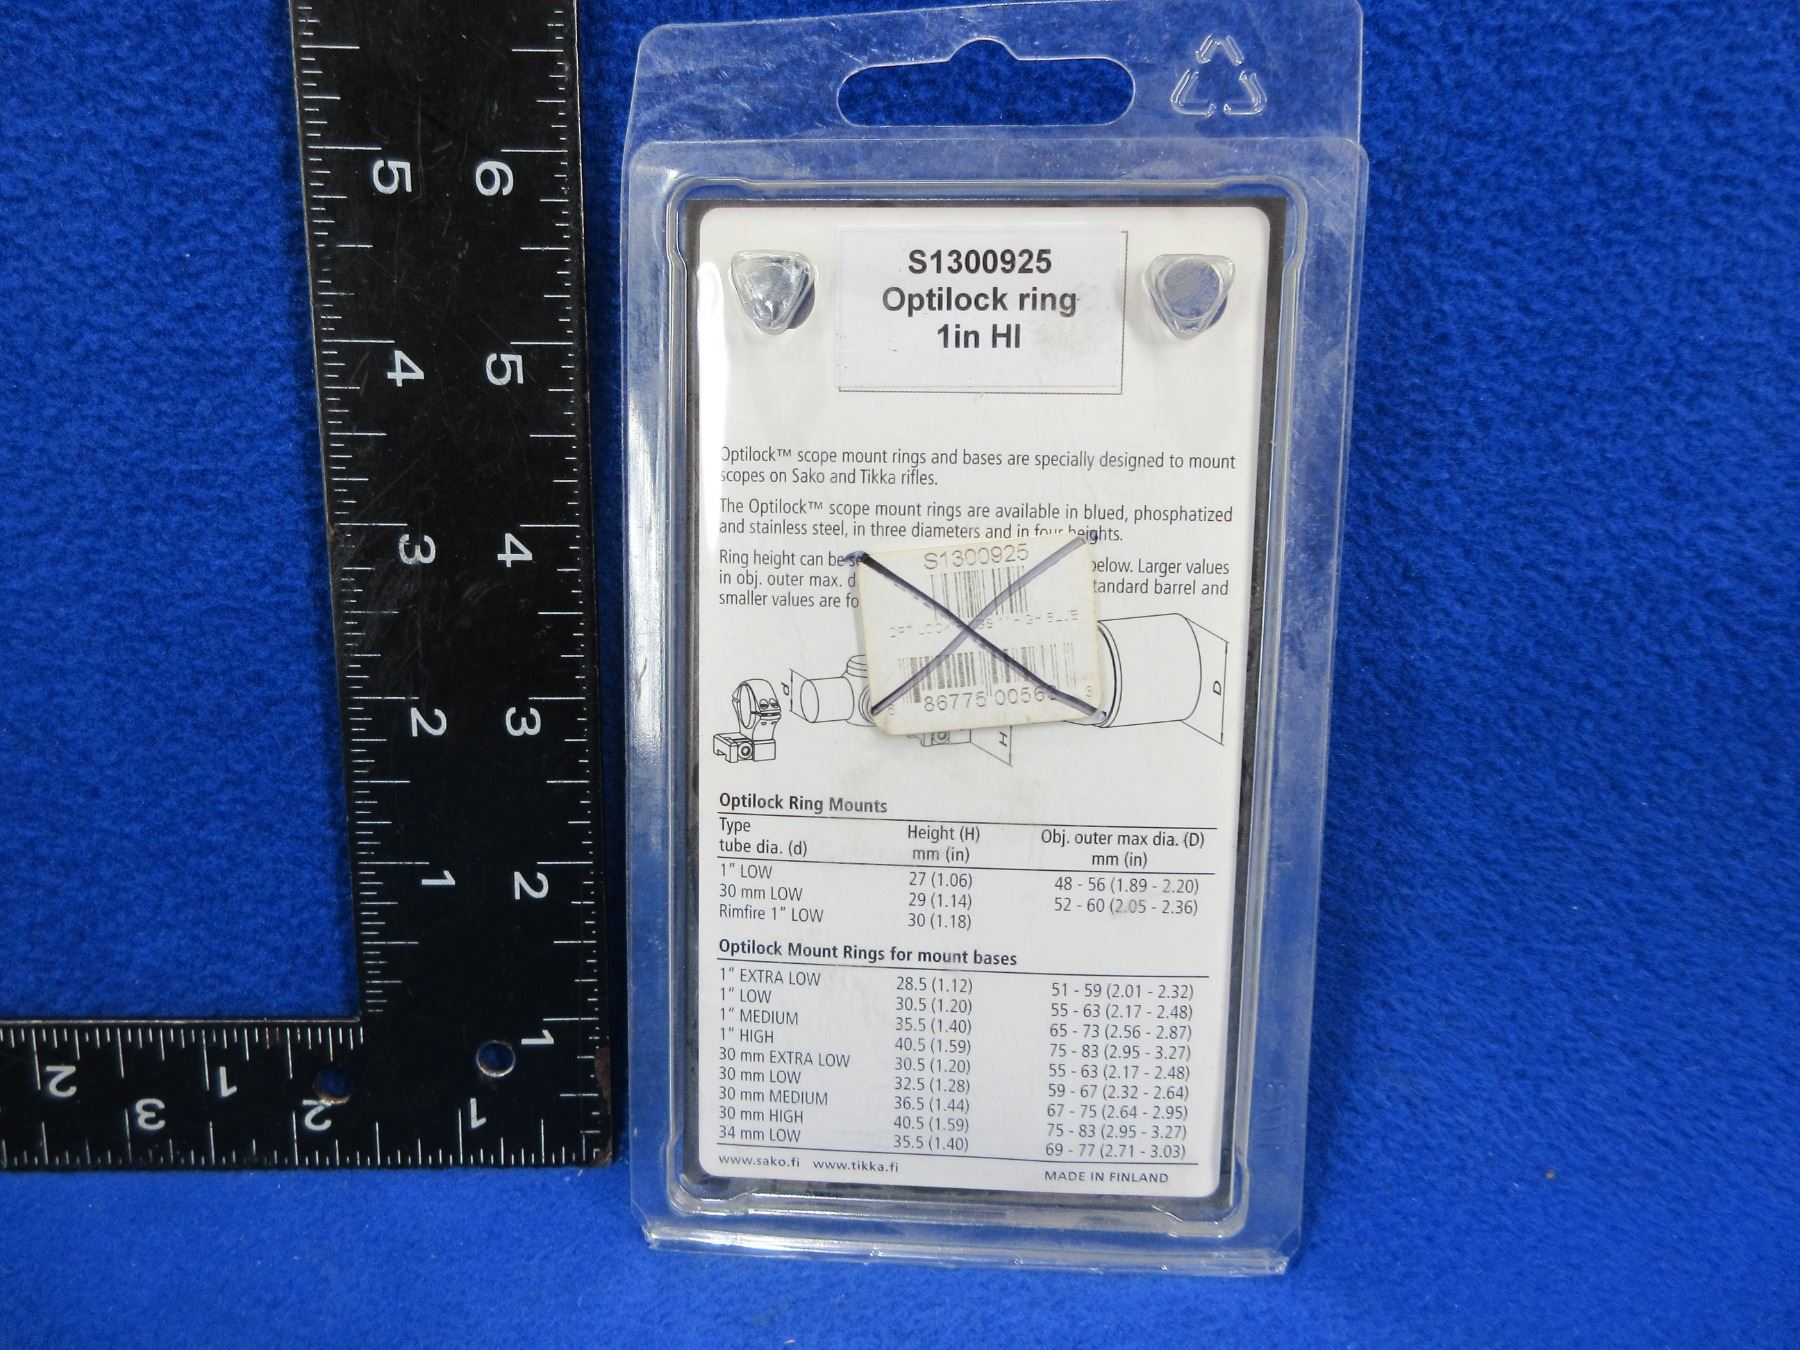 5 6
4 5
3 4
2 3
1 2
1
2 1
3 2 1
S1300925
Optilock ring
1in HI
Optilock™ scope mount rings and bases are specially designed to mount
scopes on Sako and Tikka rifles.
The Optilock™ scope mount rings are available in blued, phosphatized
and stainless steel, in three diameters and in four heights.
Ring height can be below. Larger values
in obj. outer max. standard barrel and
smaller values are
S1300925
86775 0056
d
D
H
Optilock Ring Mounts
Type Height (H) Obj. outer max dia. (D)
tube dia. (d) mm (in) mm (in)
1" LOW 27 (1.06) 48 - 56 (1.89 - 2.20)
30 mm LOW 29 (1.14) 52 - 60 (2.05 - 2.36)
Rimfire 1" LOW 30 (1.18)
Optilock Mount Rings for mount bases
1" EXTRA LOW 28.5 (1.12) 51 - 59 (2.01 - 2.32)
1" LOW 30.5 (1.20) 55 - 63 (2.17 - 2.48)
1" MEDIUM 35.5 (1.40) 65 - 73 (2.56 - 2.87)
1" HIGH 40.5 (1.59) 75 - 83 (2.95 - 3.27)
30 mm EXTRA LOW 30.5 (1.20) 55 - 63 (2.17 - 2.48)
30 mm LOW 32.5 (1.28) 59 - 67 (2.32 - 2.64)
30 mm MEDIUM 36.5 (1.44) 67 - 75 (2.64 - 2.95)
30 mm HIGH 40.5 (1.59) 75 - 83 (2.95 - 3.27)
34 mm LOW 35.5 (1.40) 69 - 77 (2.71 - 3.03)
www.sako.fi www.tikka.fi MADE IN FINLAND